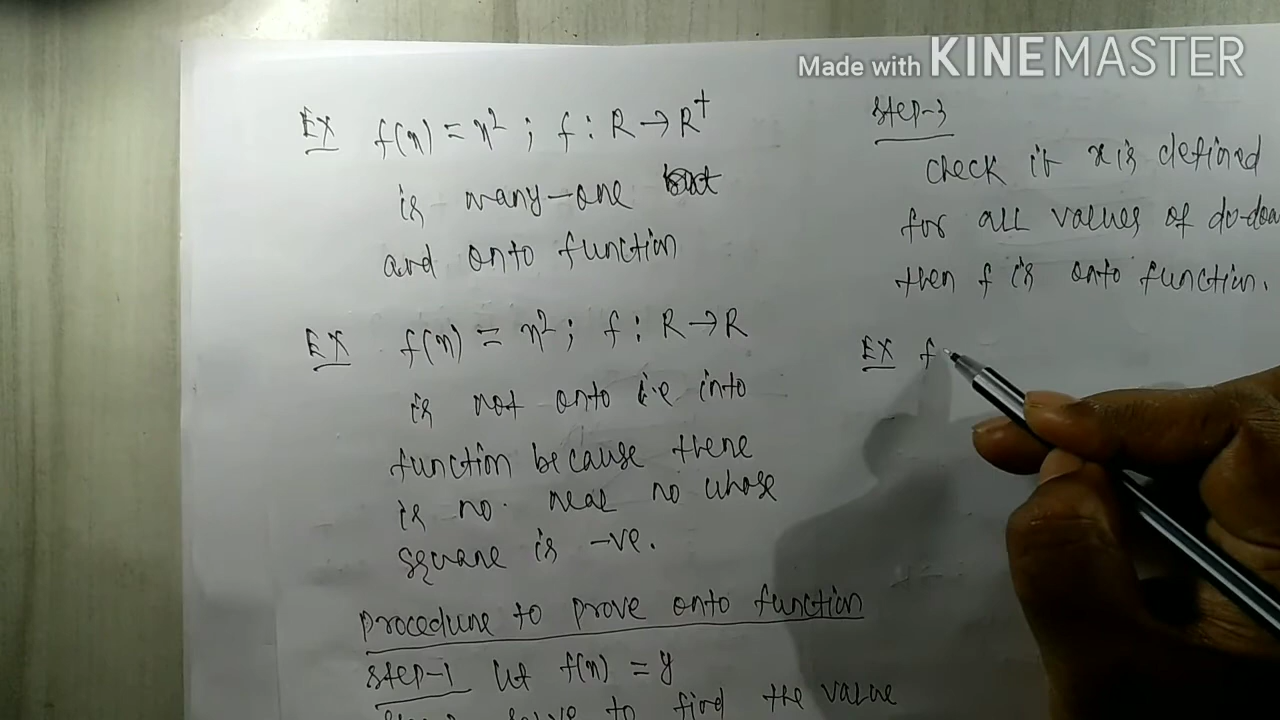 Made with KINEMASTER
Ex f(x) = x² ; f : R → R⁺
is many-one
and onto function
Ex f(x) = x² ; f : R → R
is not onto i.e into
function because there
is no. real no whose
square is -ve.
Procedure to prove onto function
Step-1 let f(x) = y
solve to find the value
Step-3
Check if x is defined
for all values of
then f is onto function.
Ex f